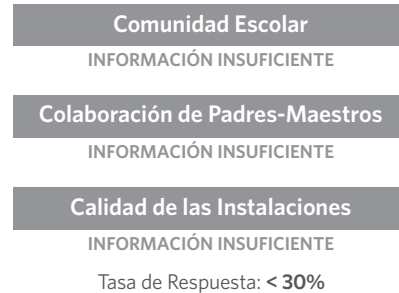 Comunidad Escolar
INFORMACIÓN INSUFICIENTE
Colaboración de Padres-Maestros
INFORMACIÓN INSUFICIENTE
Calidad de las Instalaciones
INFORMACIÓN INSUFICIENTE
Tasa de Respuesta: < 30%